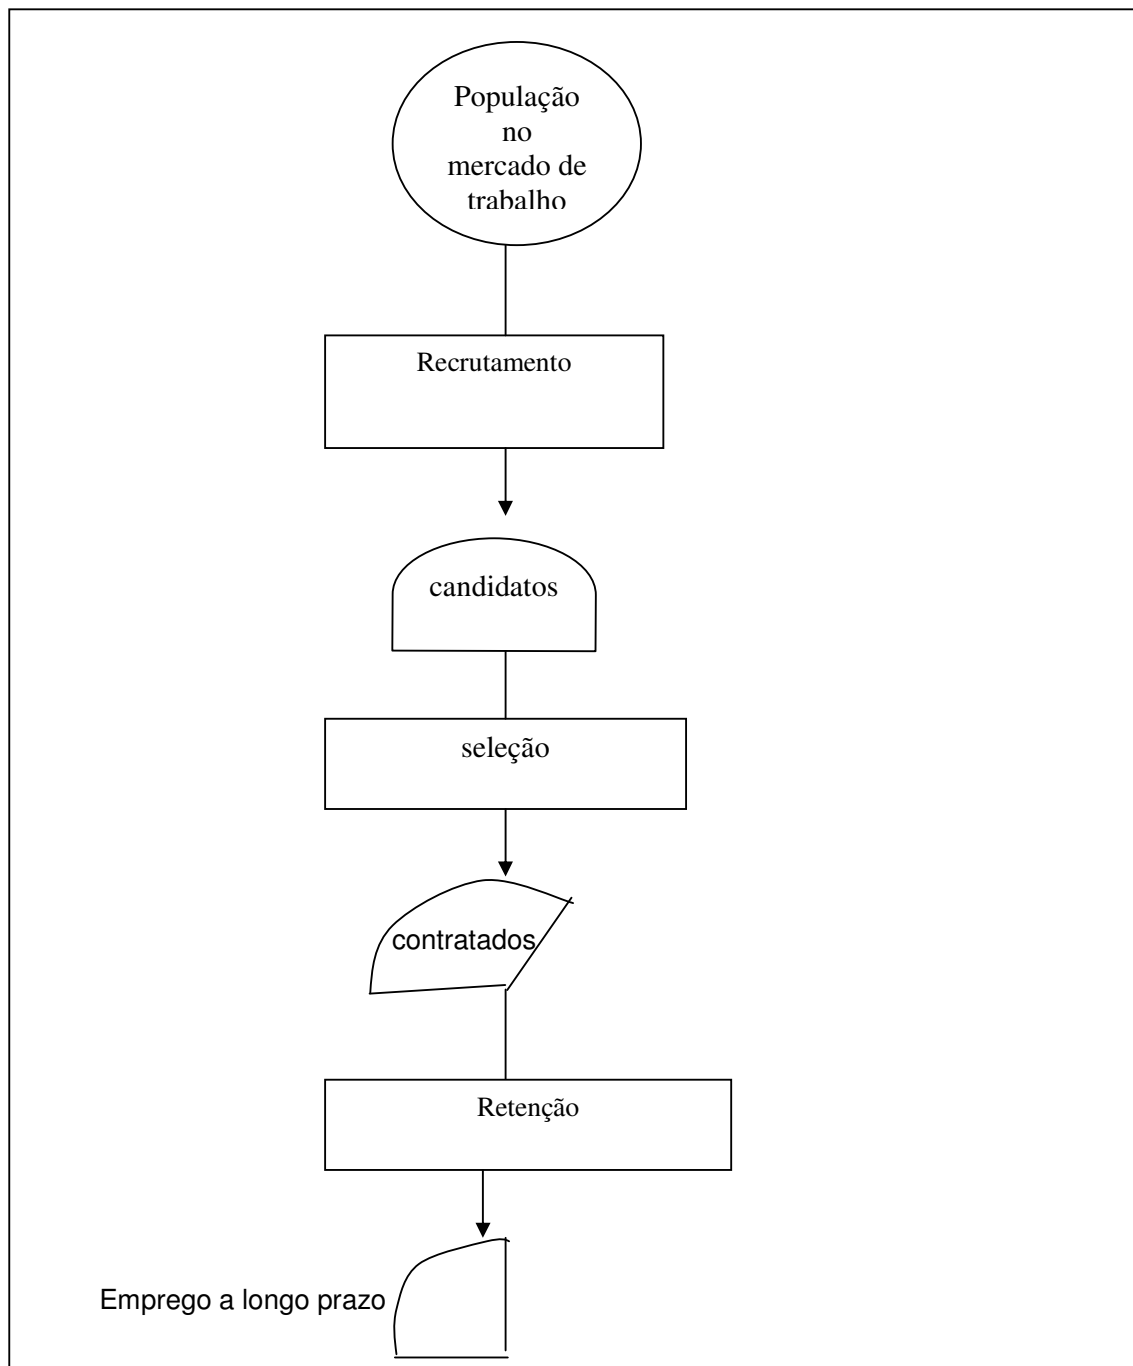 População
no
mercado de
trabalho
Recrutamento
candidatos
seleção
contratados
Retenção
Emprego a longo prazo